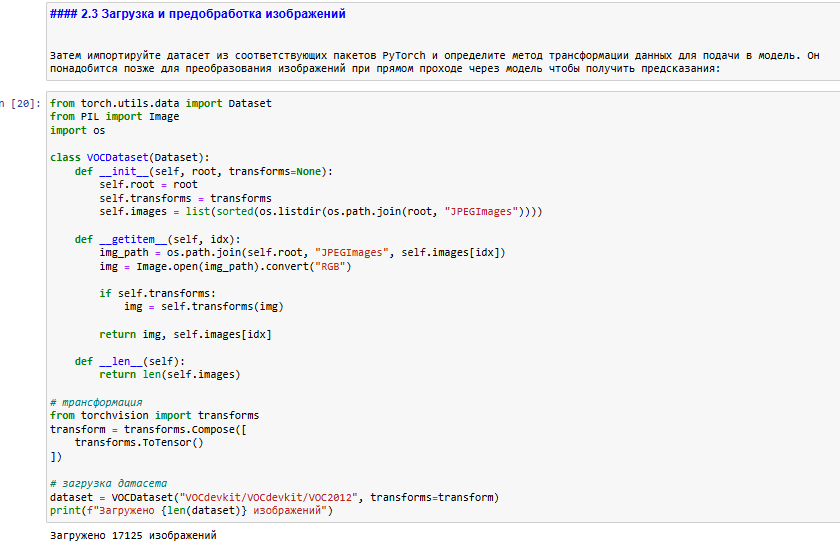 #### 2.3 Загрузка и предобработка изображений
Затем импортируйте датасет из соответствующих пакетов PyTorch и определите метод трансформации данных для подачи в модель. Он
понадобится позже для преобразования изображений при прямом проходе через модель чтобы получить предсказания:
n [20]: from torch.utils.data import Dataset
from PIL import Image
import os
class VOCDataset(Dataset):
    def __init__(self, root, transforms=None):
        self.root = root
        self.transforms = transforms
        self.images = list(sorted(os.listdir(os.path.join(root, "JPEGImages"))))
    def __getitem__(self, idx):
        img_path = os.path.join(self.root, "JPEGImages", self.images[idx])
        img = Image.open(img_path).convert("RGB")
        if self.transforms:
            img = self.transforms(img)
        return img, self.images[idx]
    def __len__(self):
        return len(self.images)
# трансформация
from torchvision import transforms
transform = transforms.Compose([
    transforms.ToTensor()
])
# загрузка датасета
dataset = VOCDataset("VOCdevkit/VOCdevkit/VOC2012", transforms=transform)
print(f"Загружено {len(dataset)} изображений")
Загружено 17125 изображений